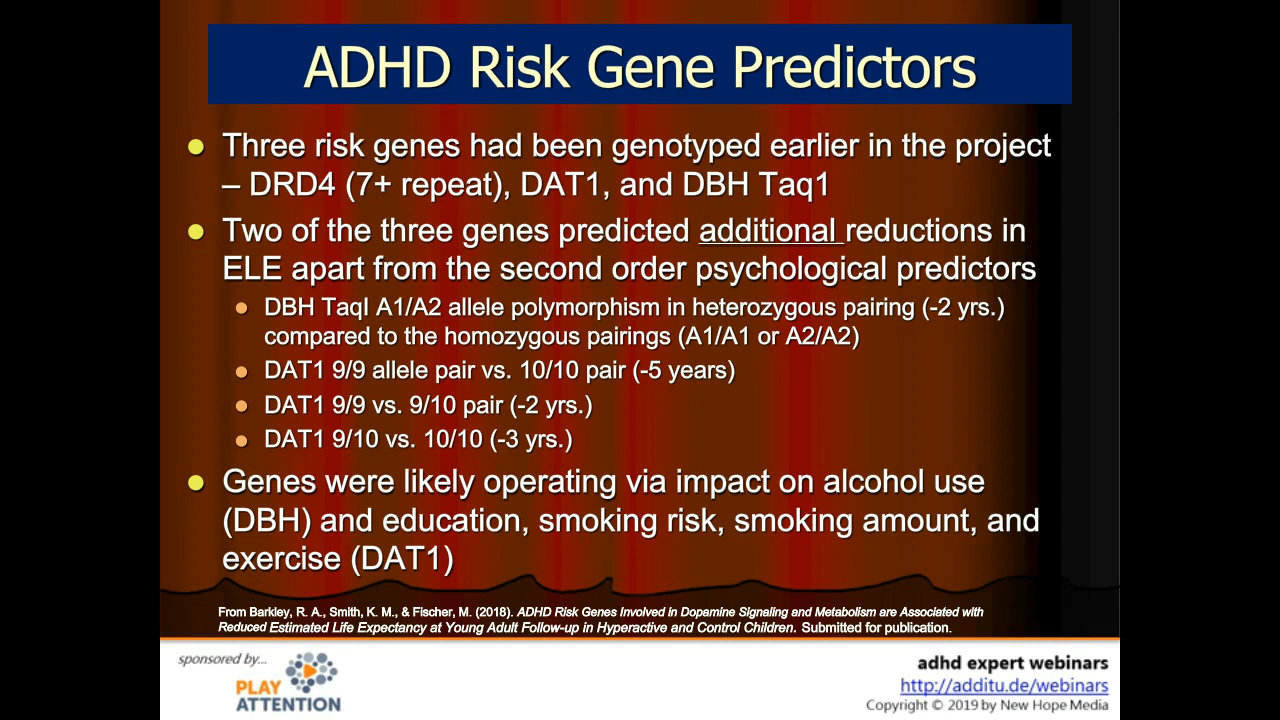 ADHD Risk Gene Predictors
Three risk genes had been genotyped earlier in the project
– DRD4 (7+ repeat), DAT1, and DBH Taq1
Two of the three genes predicted additional reductions in
ELE apart from the second order psychological predictors
DBH TaqI A1/A2 allele polymorphism in heterozygous pairing (-2 yrs.)
compared to the homozygous pairings (A1/A1 or A2/A2)
DAT1 9/9 allele pair vs. 10/10 pair (-5 years)
DAT1 9/9 vs. 9/10 pair (-2 yrs.)
DAT1 9/10 vs. 10/10 (-3 yrs.)
Genes were likely operating via impact on alcohol use
(DBH) and education, smoking risk, smoking amount, and
exercise (DAT1)
From Barkley, R. A., Smith, K. M., & Fischer, M. (2018). ADHD Risk Genes Involved in Dopamine Signaling and Metabolism are Associated with
Reduced Estimated Life Expectancy at Young Adult Follow-up in Hyperactive and Control Children. Submitted for publication.
sponsored by...
PLAY
ATTENTION
adhd expert webinars
http://additu.de/webinars
Copyright © 2019 by New Hope Media